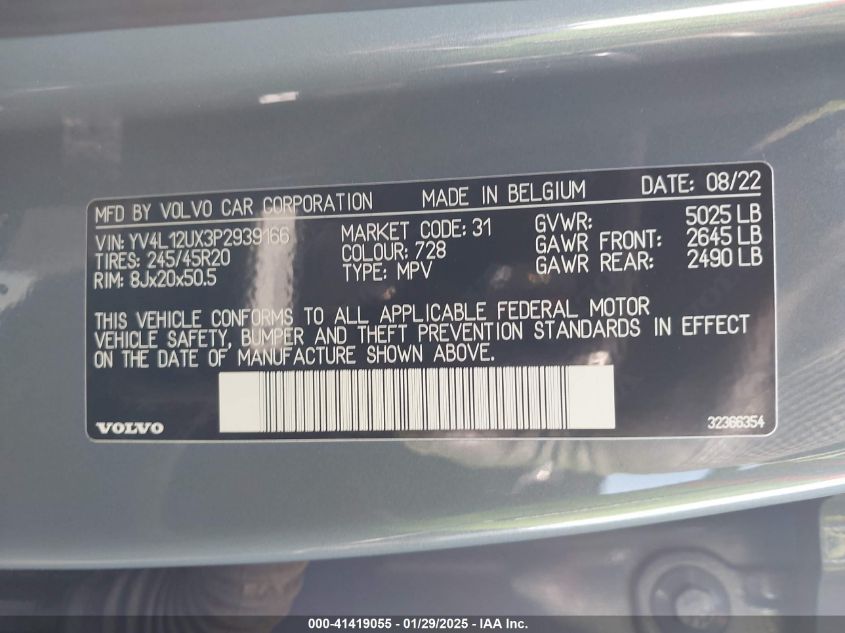 MFD BY VOLVO CAR CORPORATION MADE IN BELGIUM DATE: 08/22
VIN: YV4L12UX3P2939166 MARKET CODE: 31 GVWR: 5025 LB
TIRES: 245/45R20 COLOUR: 728 GAWR FRONT: 2645 LB
RIM: 8Jx20x50.5 TYPE: MPV GAWR REAR: 2490 LB
THIS VEHICLE CONFORMS TO ALL APPLICABLE FEDERAL MOTOR
VEHICLE SAFETY, BUMPER AND THEFT PREVENTION STANDARDS IN EFFECT
ON THE DATE OF MANUFACTURE SHOWN ABOVE.
VOLVO 32366354
000-41419055 - 01/29/2025 - IAA Inc.